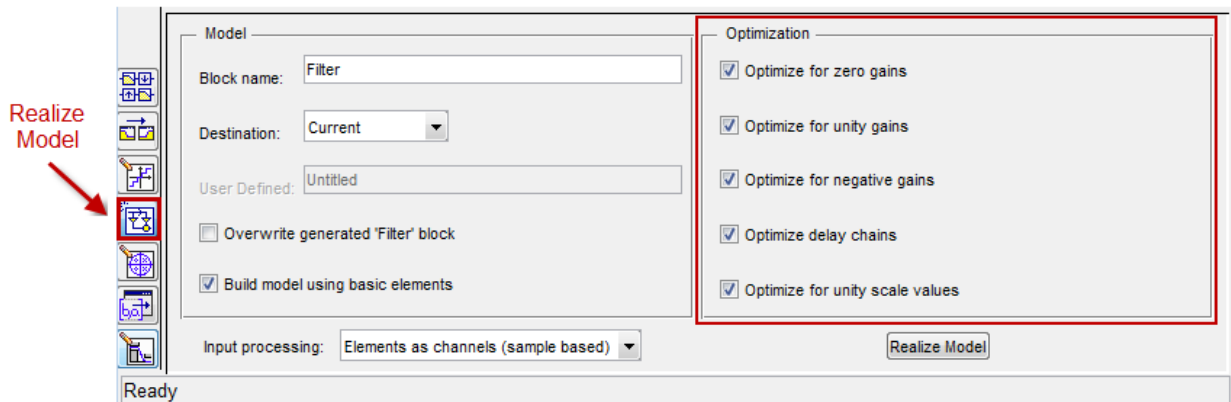 Realize
Model
Model
Block name:
Filter
Destination:
Current
User Defined:
Untitled
Overwrite generated 'Filter' block
Build model using basic elements
Optimization
Optimize for zero gains
Optimize for unity gains
Optimize for negative gains
Optimize delay chains
Optimize for unity scale values
Input processing:
Elements as channels (sample based)
Realize Model
Ready